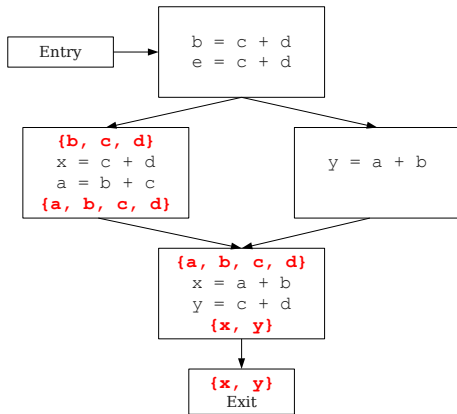 Entry
b = c + d
e = c + d
{b, c, d}
x = c + d
a = b + c
{a, b, c, d}
y = a + b
{a, b, c, d}
x = a + b
y = c + d
{x, y}
{x, y}
Exit